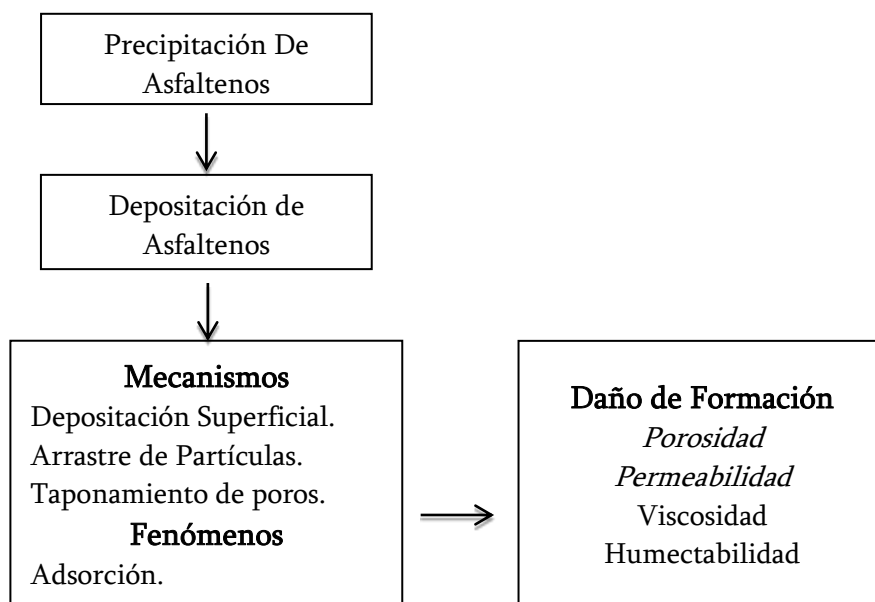 Precipitación De
Asfaltenos
Depositación de
Asfaltenos
Mecanismos
Depositación Superficial.
Arrastre de Partículas.
Taponamiento de poros.
Fenómenos
Adsorción.
Daño de Formación
Porosidad
Permeabilidad
Viscosidad
Humectabilidad